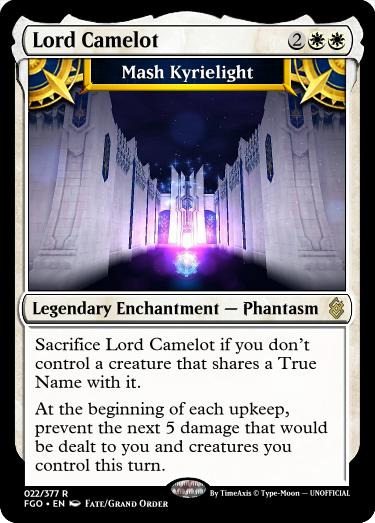 Lord Camelot 2
Mash Kyrielight
Legendary Enchantment — Phantasm
Sacrifice Lord Camelot if you don't
control a creature that shares a True
Name with it.
At the beginning of each upkeep,
prevent the next 5 damage that would
be dealt to you and creatures you
control this turn.
022/377 R
FGO • EN Fate/Grand Order
By TimeAxis © Type-Moon — UNOFFICIAL